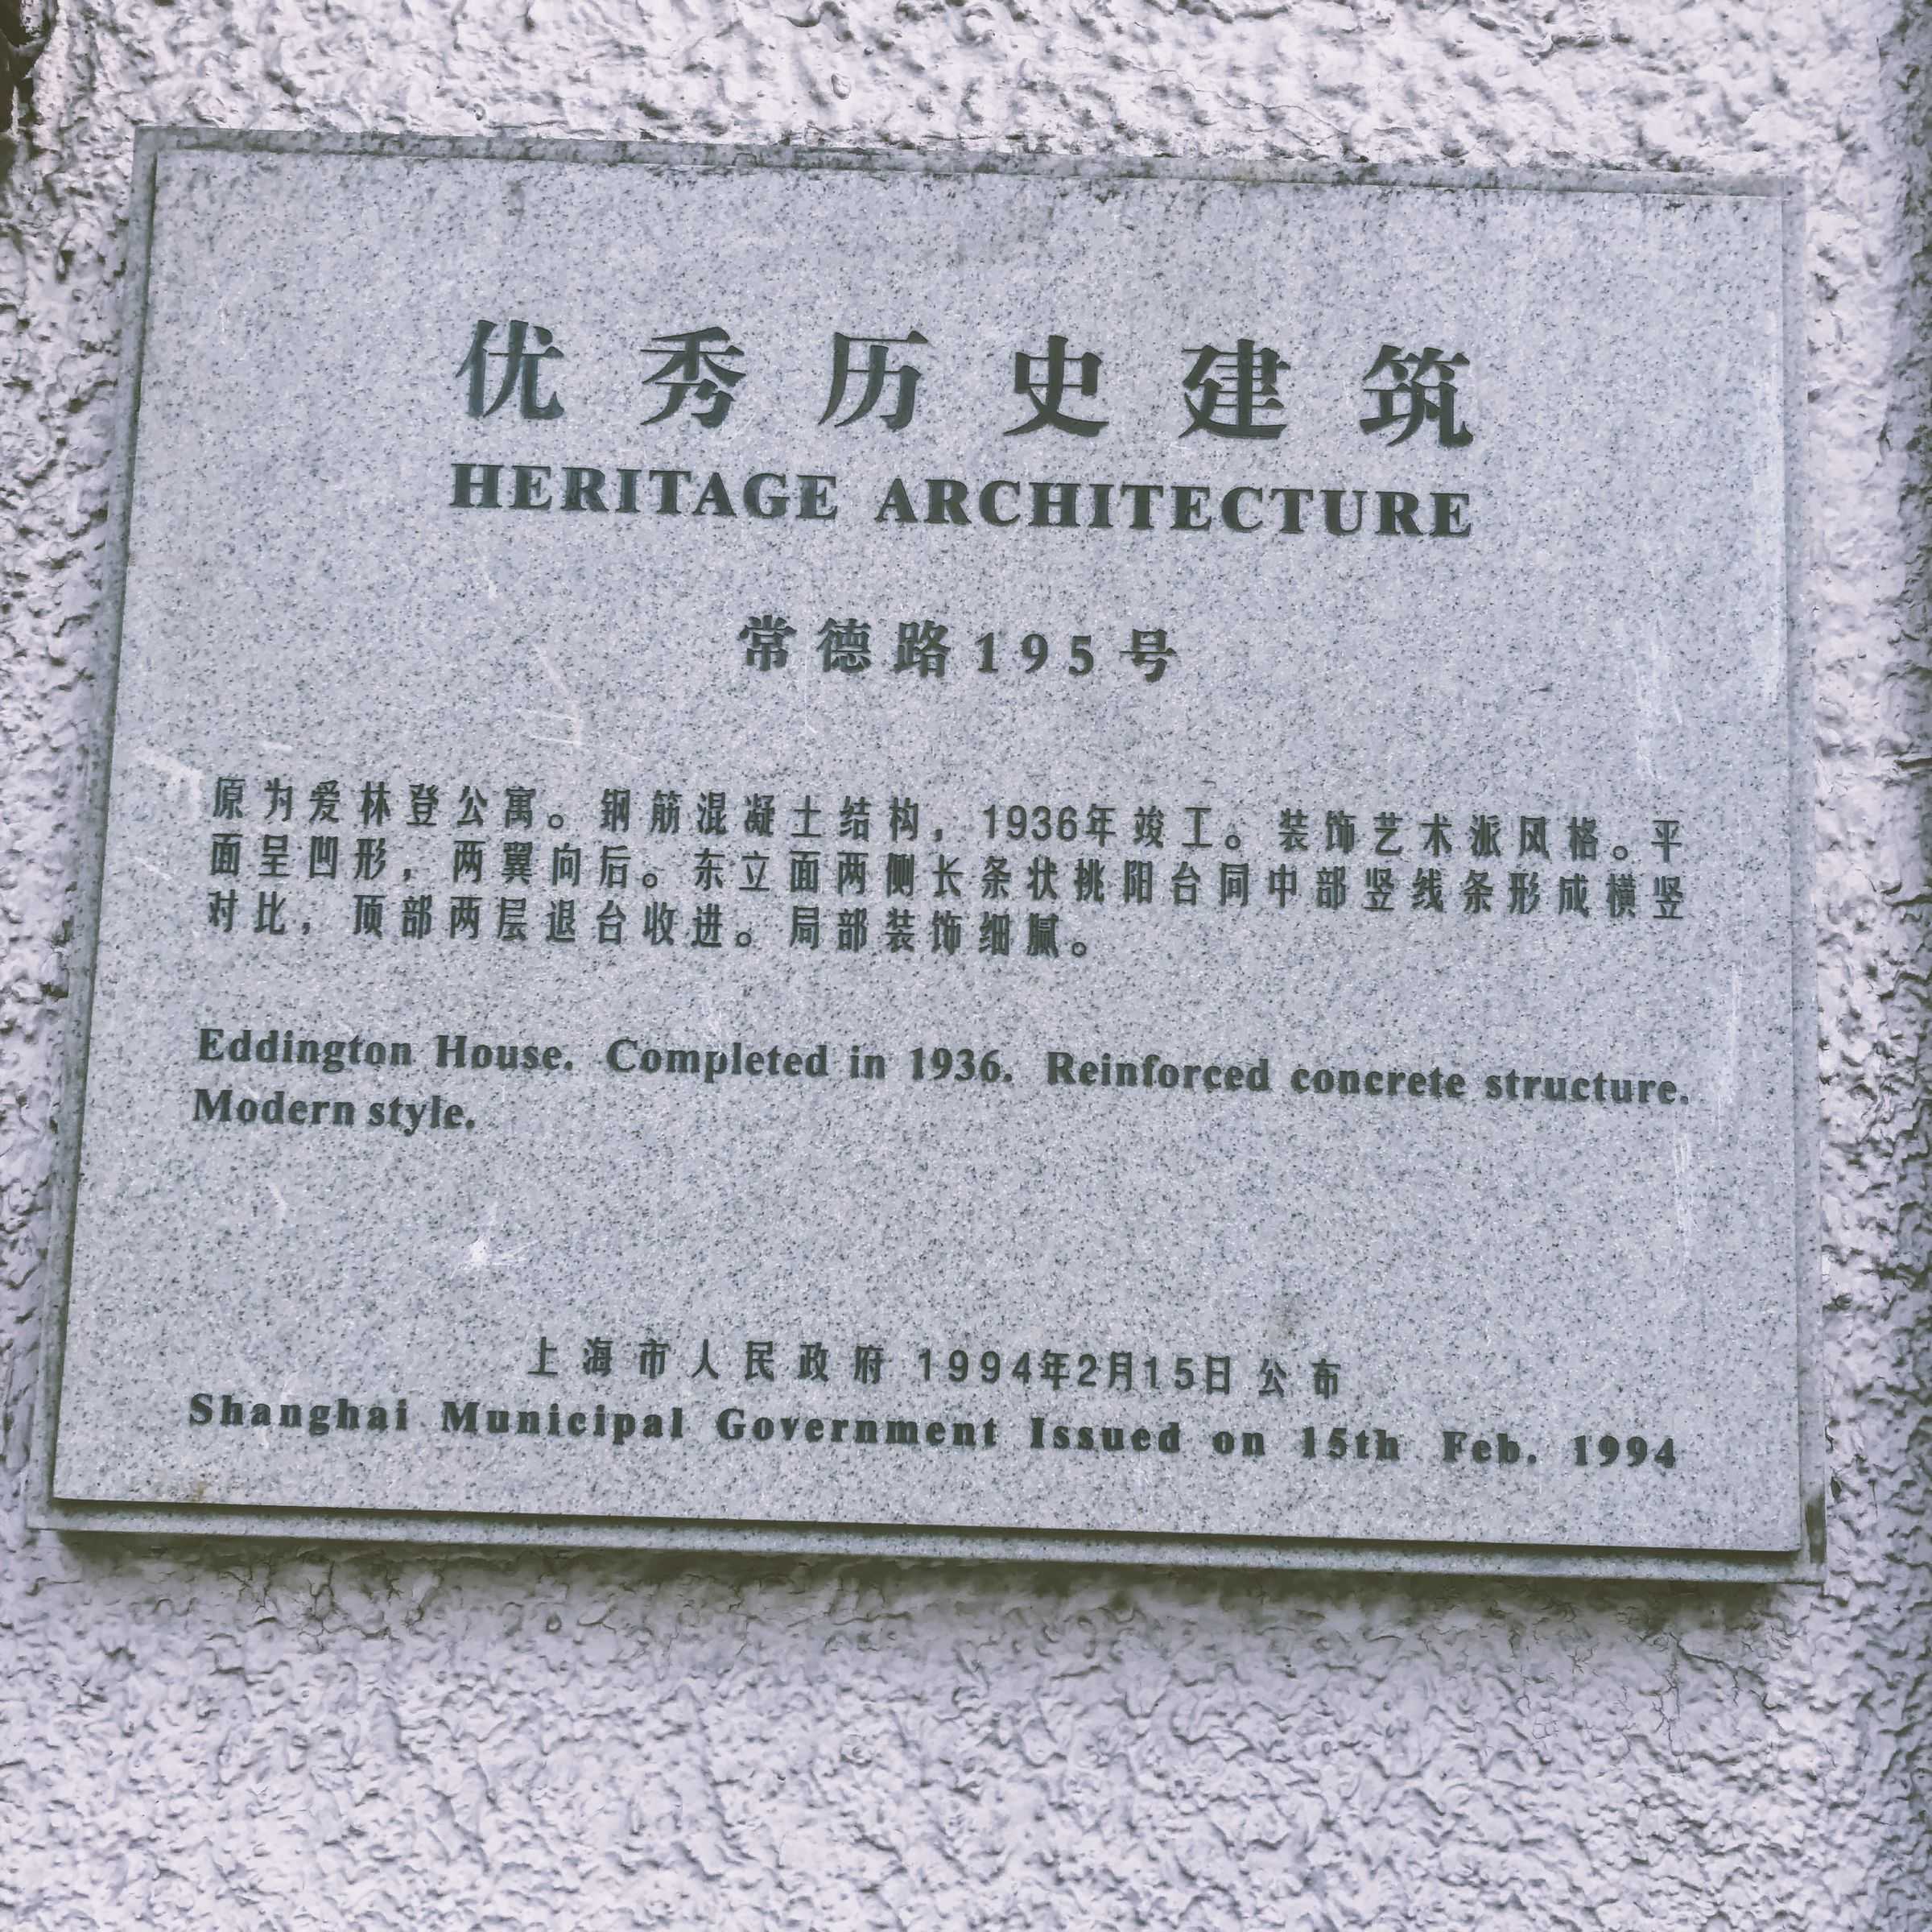 优秀历史建筑
HERITAGE ARCHITECTURE
常德路195号
原为爱林登公寓。钢筋混凝土结构，1936年竣工。装饰艺术派风格。平
面呈凹形，两翼向后。东立面两侧长条状挑阳台同中部竖线条形成横竖
对比，顶部两层退台收进。局部装饰细腻。
Eddington House. Completed in 1936. Reinforced concrete structure.
Modern style.
上海市人民政府 1994年2月15日公布
Shanghai Municipal Government Issued on 15th Feb. 1994